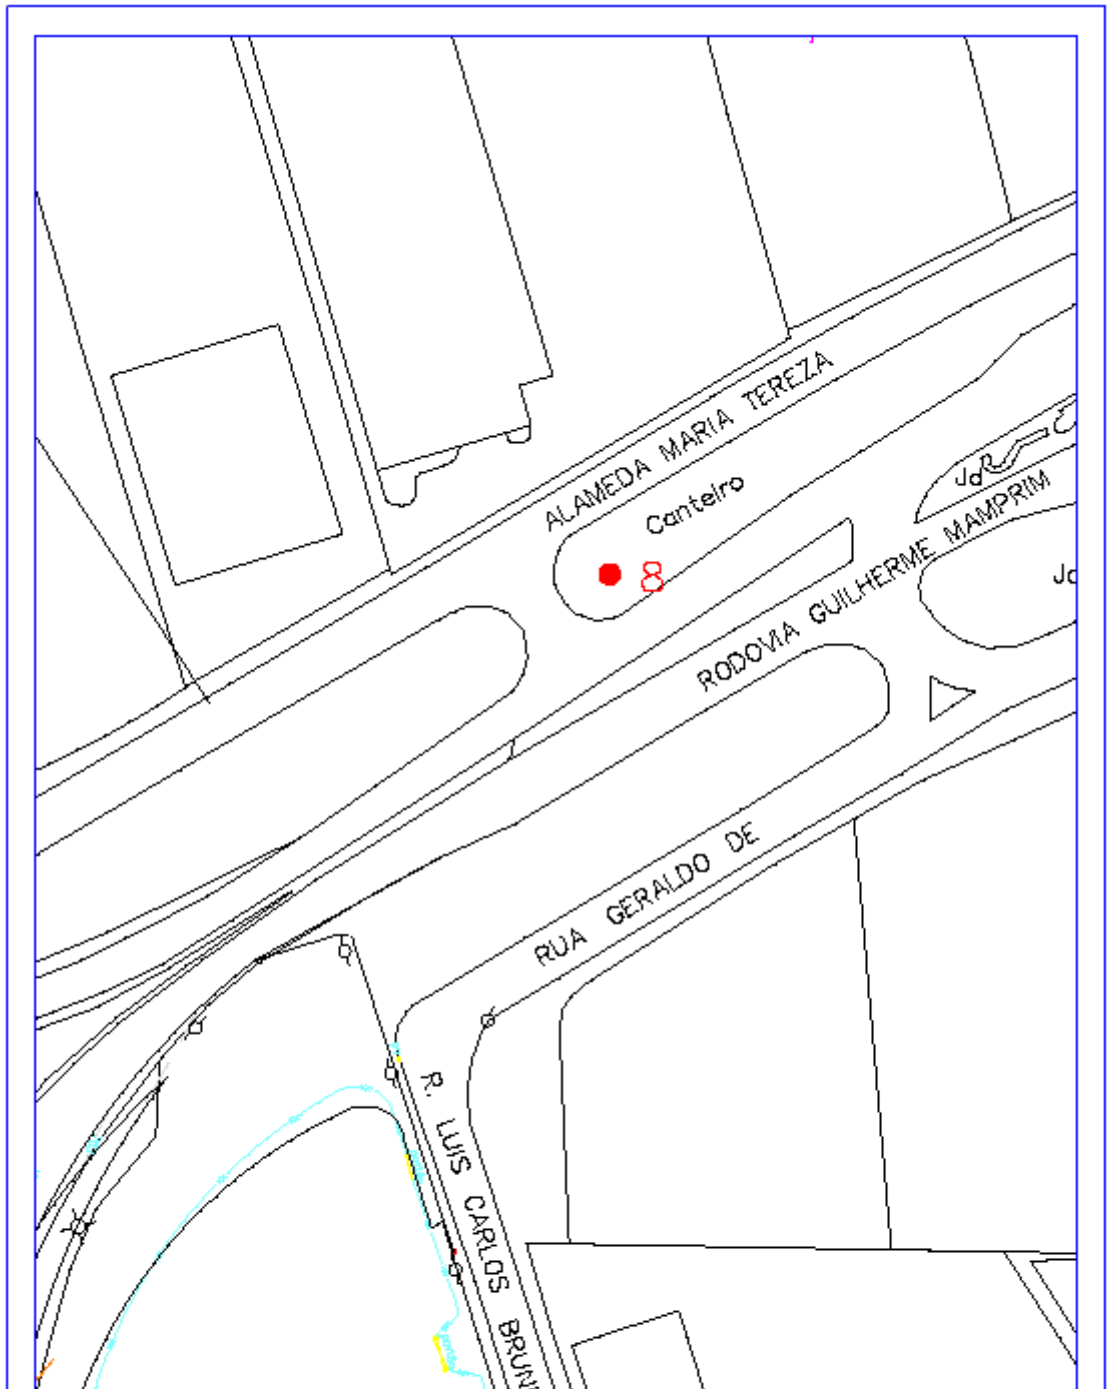 ALAMEDA MARIA TEREZA
Canteiro
8
RODOVIA GUILHERME MAMPRIM
RUA GERALDO DE
R. LUIS CARLOS BRUN